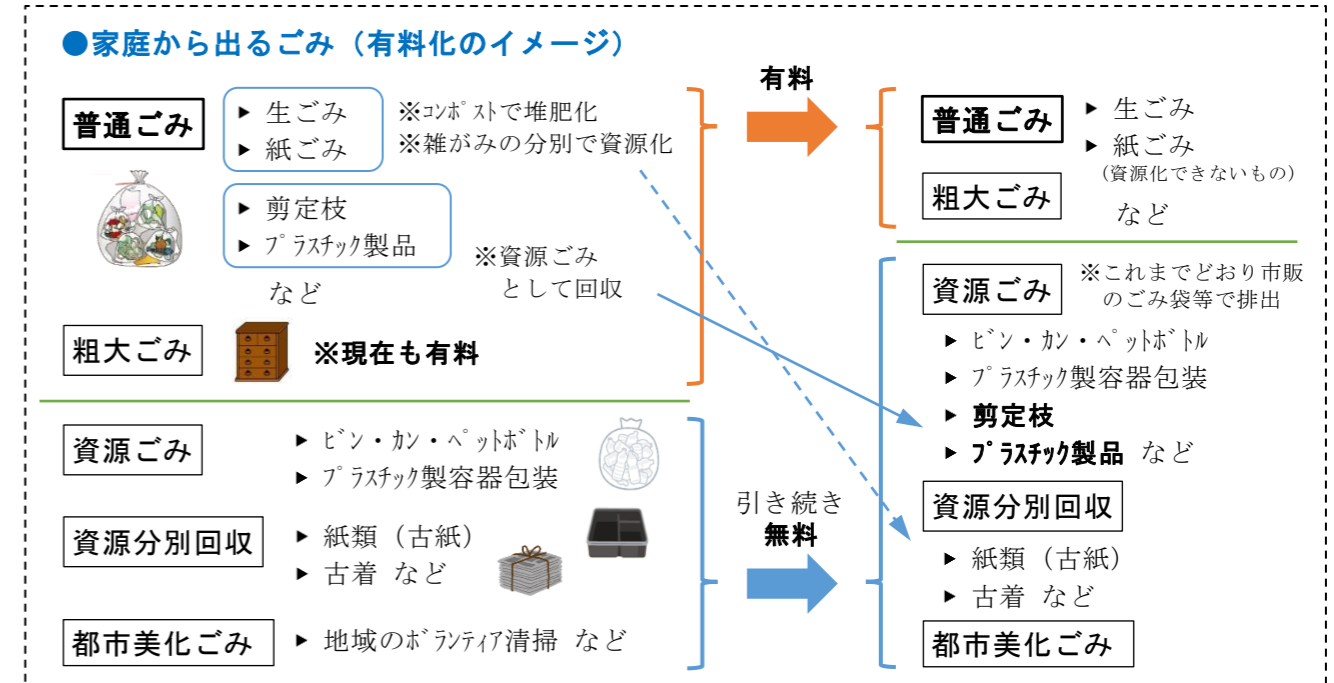 ●家庭から出るごみ（有料化のイメージ）
普通ごみ
▶ 生ごみ
▶ 紙ごみ
※ｺﾝﾎﾟｽﾄで堆肥化
※雑がみの分別で資源化
▶ 剪定枝
▶ ﾌﾟﾗｽﾁｯｸ製品
など
※資源ごみ
として回収
粗大ごみ
※現在も有料
資源ごみ
▶ ﾋﾞﾝ・ｶﾝ・ﾍﾟｯﾄﾎﾞﾄﾙ
▶ ﾌﾟﾗｽﾁｯｸ製容器包装
資源分別回収
▶ 紙類（古紙）
▶ 古着 など
都市美化ごみ
▶ 地域のﾎﾞﾗﾝﾃｨｱ清掃 など
有料
引き続き
無料
普通ごみ
▶ 生ごみ
▶ 紙ごみ
（資源化できないもの）
粗大ごみ
など
資源ごみ
※これまでどおり市販
のごみ袋等で排出
▶ ﾋﾞﾝ・ｶﾝ・ﾍﾟｯﾄﾎﾞﾄﾙ
▶ ﾌﾟﾗｽﾁｯｸ製容器包装
▶ 剪定枝
▶ ﾌﾟﾗｽﾁｯｸ製品 など
資源分別回収
▶ 紙類（古紙）
▶ 古着 など
都市美化ごみ